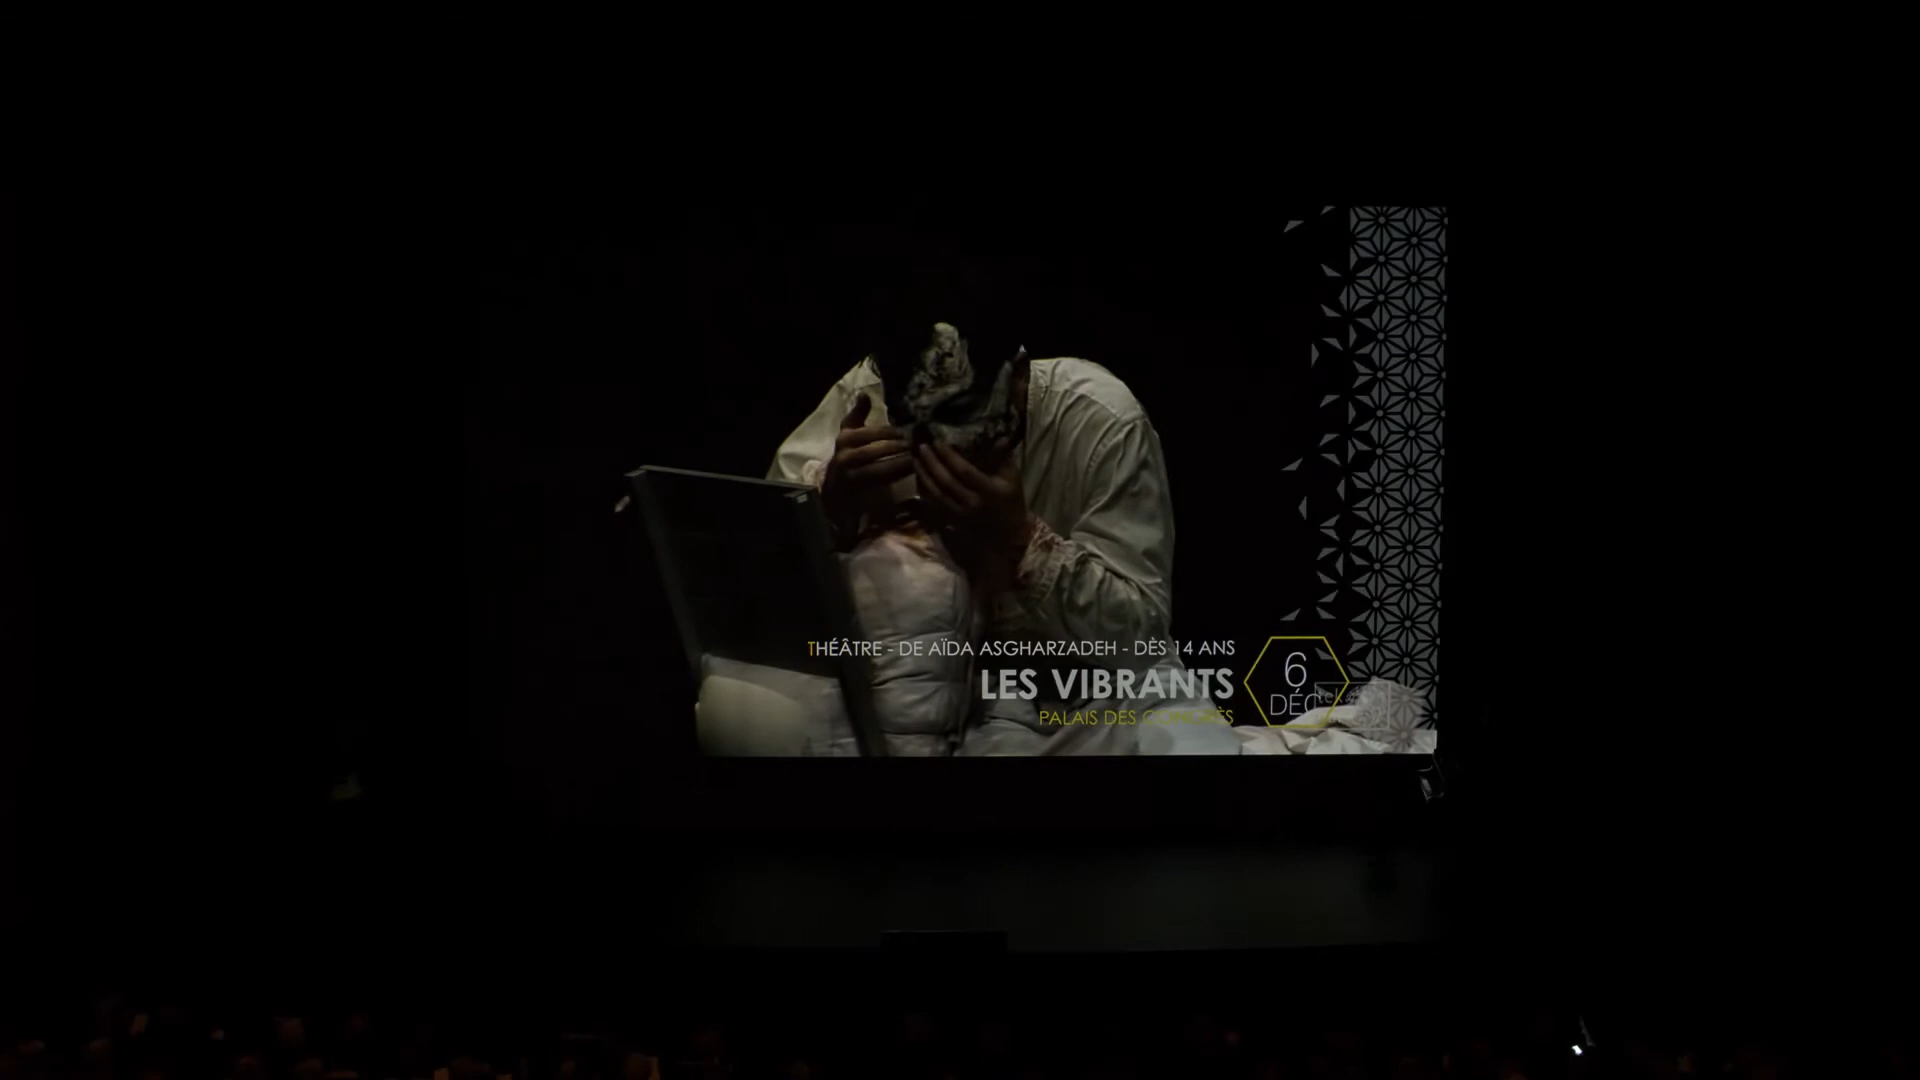 THÉÂTRE - DE AÏDA ASGHARZADEH - DÈS 14 ANS
LES VIBRANTS
PALAIS DES CONGRÈS
6
DÉC